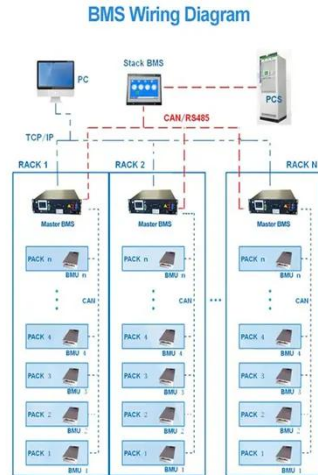 BMS Wiring Diagram
Stack BMS
PC
PCS
CAN/RS485
TCP/IP
RACK 1
RACK 2
RACK N
Master BMS
Master BMS
Master BMS
PACK n
BMU n
PACK n
BMU n
PACK n
BMU n
CAN
CAN
CAN
PACK 4
BMU 4
PACK 4
BMU 4
PACK 4
BMU 4
PACK 3
BMU 3
PACK 3
BMU 3
PACK 3
BMU 3
PACK 2
BMU 2
PACK 2
BMU 2
PACK 2
BMU 2
PACK 1
BMU 1
PACK 1
BMU 1
PACK 1
BMU 1